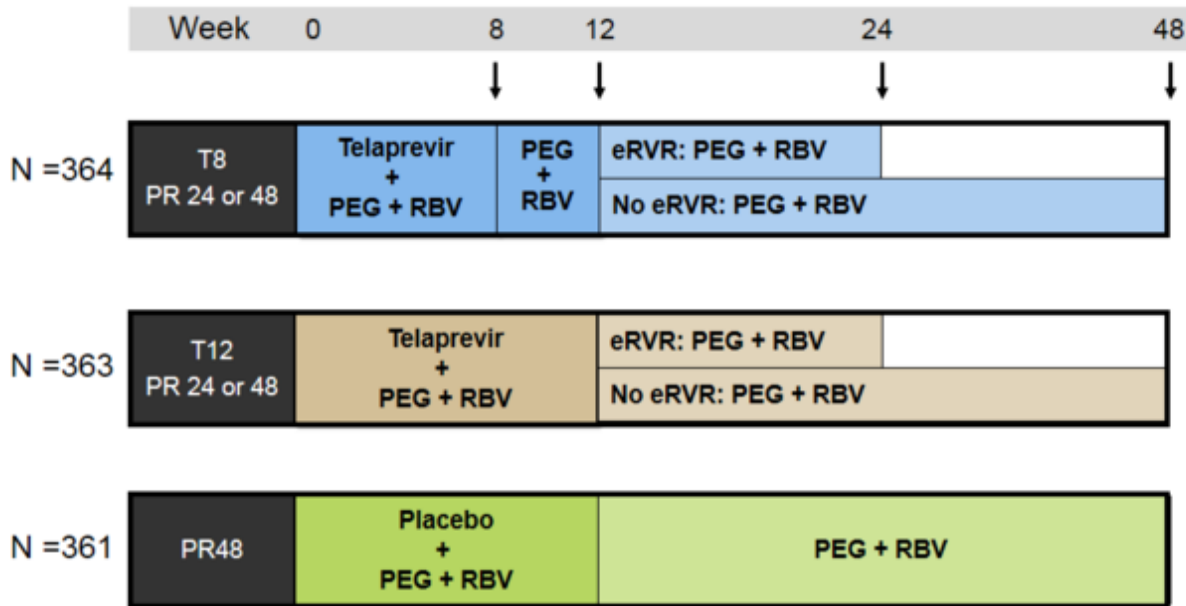 Week 0 8 12 24 48
N =364
T8
PR 24 or 48
Telaprevir
+
PEG + RBV
PEG
+
RBV
eRVR: PEG + RBV
No eRVR: PEG + RBV
N =363
T12
PR 24 or 48
Telaprevir
+
PEG + RBV
eRVR: PEG + RBV
No eRVR: PEG + RBV
N =361
PR48
Placebo
+
PEG + RBV
PEG + RBV